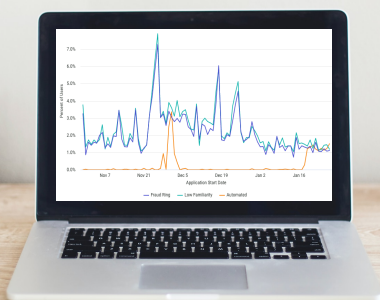 7.0%
6.0%
5.0%
4.0%
3.0%
2.0%
1.0%
0.0%
Percent of Users
Nov 7 Nov 21 Dec 5 Dec 19 Jan 2 Jan 16
Application Start Date
Fraud Ring Low Familiarity Automated